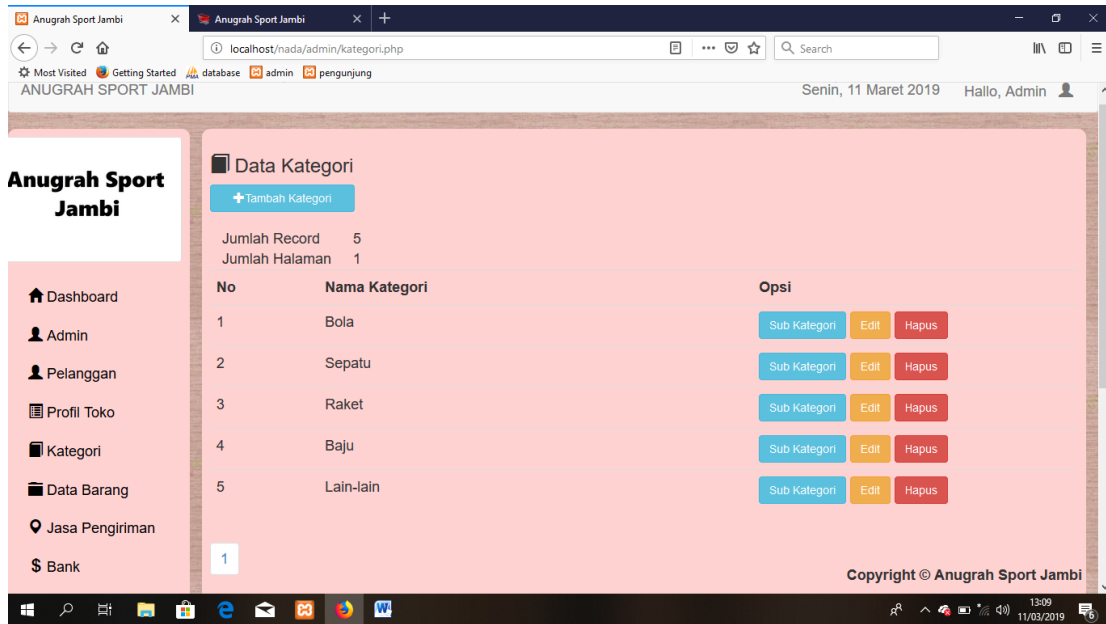 Anugrah Sport Jambi
Anugrah Sport Jambi
localhost/nada/admin/kategori.php
Search
Most Visited Getting Started database admin pengunjung
ANUGRAH SPORT JAMBI
Senin, 11 Maret 2019 Hallo, Admin
Anugrah Sport
Jambi
Dashboard
Admin
Pelanggan
Profil Toko
Kategori
Data Barang
Jasa Pengiriman
$ Bank
Data Kategori
+Tambah Kategori
Jumlah Record 5
Jumlah Halaman 1
No Nama Kategori Opsi
1 Bola Sub Kategori Edit Hapus
2 Sepatu Sub Kategori Edit Hapus
3 Raket Sub Kategori Edit Hapus
4 Baju Sub Kategori Edit Hapus
5 Lain-lain Sub Kategori Edit Hapus
1
Copyright © Anugrah Sport Jambi
13:09
11/03/2019
6